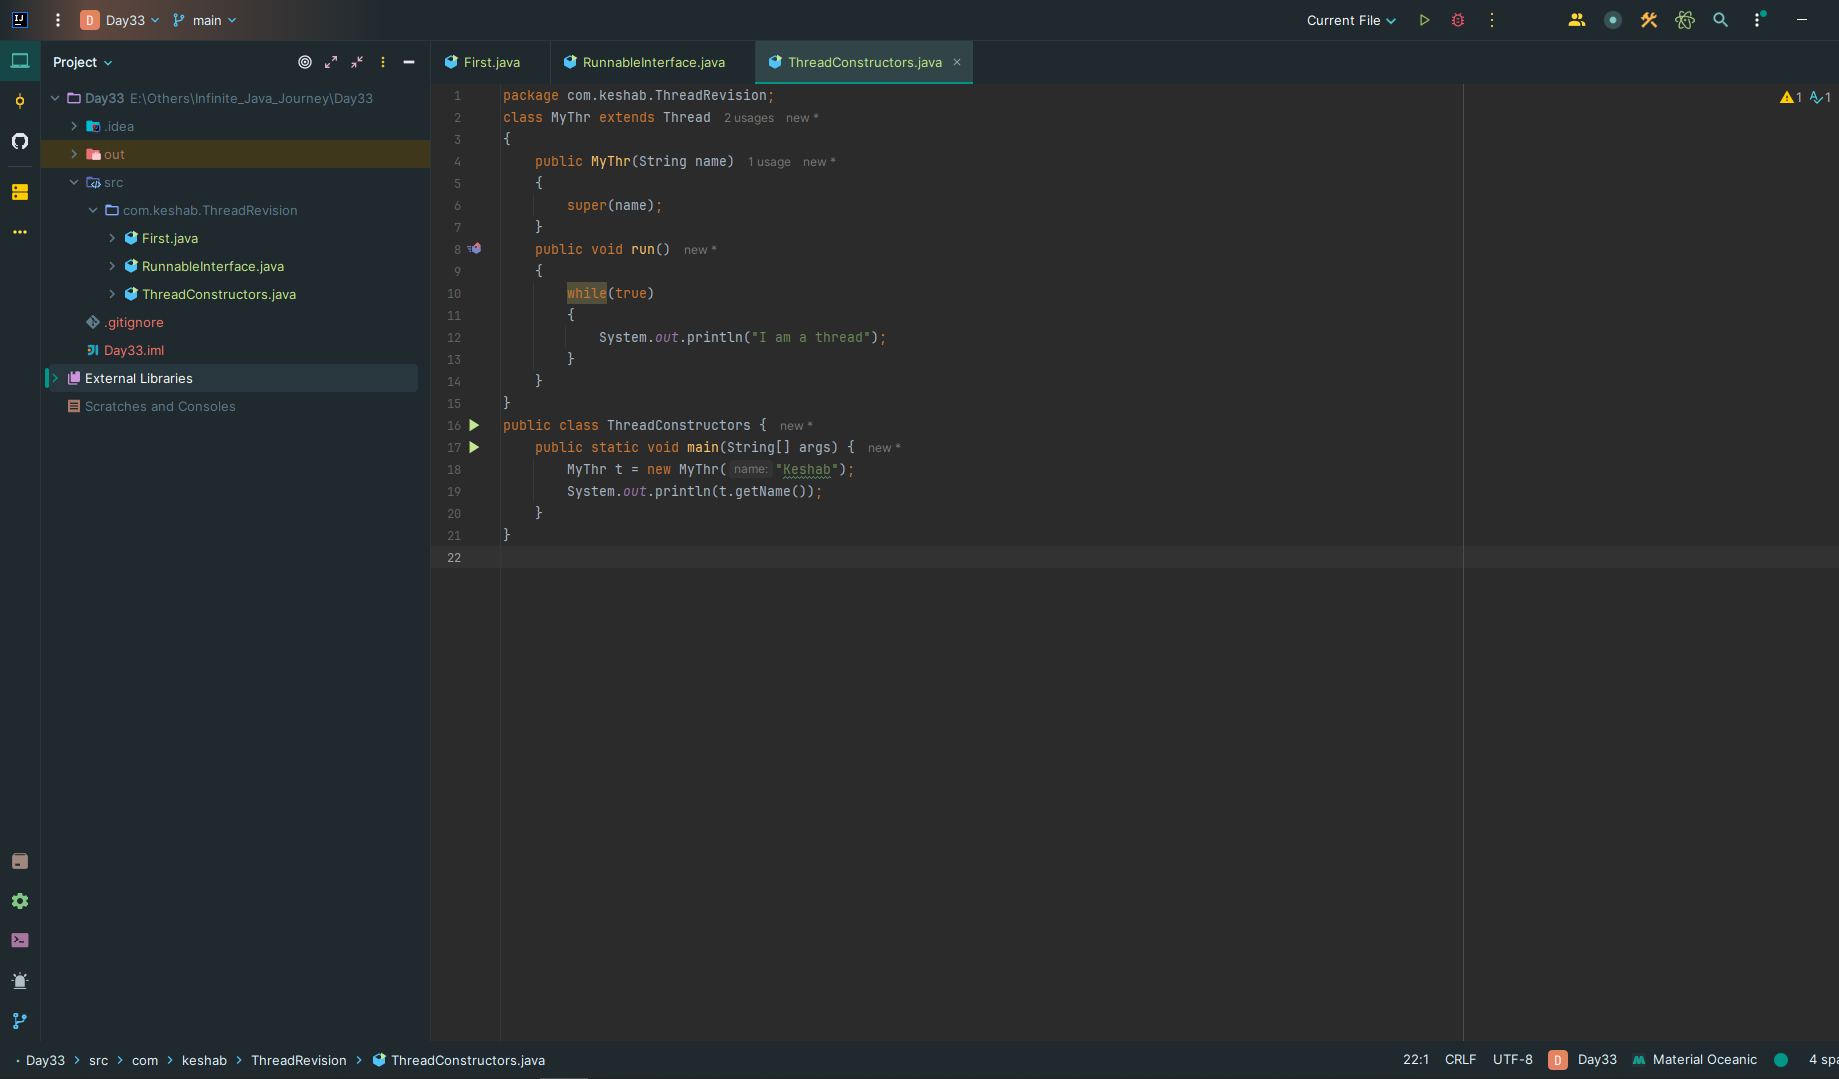 IJ
D Day33 main
Current File
Project
Day33 E:\Others\Infinite_Java_Journey\Day33
.idea
out
src
com.keshab.ThreadRevision
First.java
RunnableInterface.java
ThreadConstructors.java
.gitignore
Day33.iml
External Libraries
Scratches and Consoles
First.java RunnableInterface.java ThreadConstructors.java
1 1
1 package com.keshab.ThreadRevision;
2 class MyThr extends Thread 2 usages new *
3 {
4 public MyThr(String name) 1 usage new *
5 {
6 super(name);
7 }
8 public void run() new *
9 {
10 while(true)
11 {
12 System.out.println("I am a thread");
13 }
14 }
15 }
16 public class ThreadConstructors { new *
17 public static void main(String[] args) { new *
18 MyThr t = new MyThr( name: "Keshab");
19 System.out.println(t.getName());
20 }
21 }
22
Day33 > src > com > keshab > ThreadRevision > ThreadConstructors.java
22:1 CRLF UTF-8 D Day33 Material Oceanic 4 spa